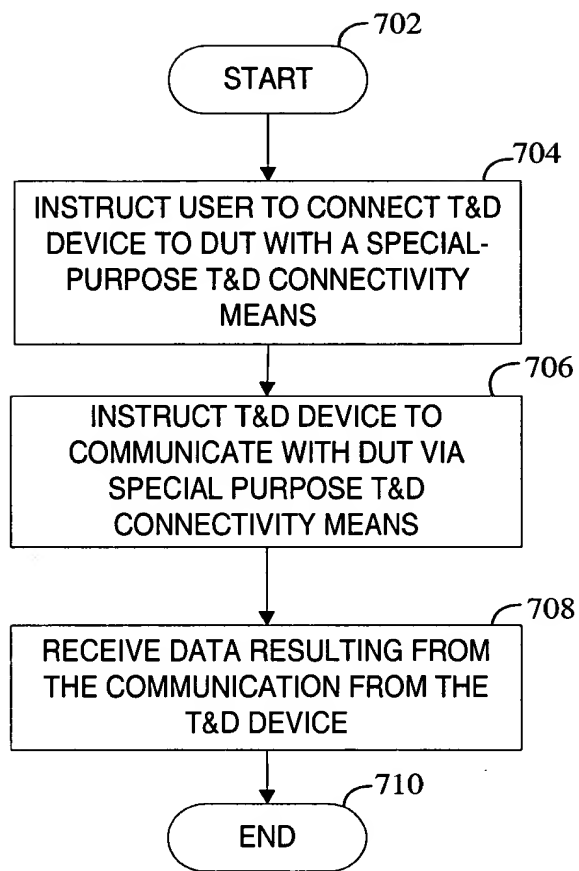 702
START
704
INSTRUCT USER TO CONNECT T&D
DEVICE TO DUT WITH A SPECIAL-
PURPOSE T&D CONNECTIVITY
MEANS
706
INSTRUCT T&D DEVICE TO
COMMUNICATE WITH DUT VIA
SPECIAL PURPOSE T&D
CONNECTIVITY MEANS
708
RECEIVE DATA RESULTING FROM
THE COMMUNICATION FROM THE
T&D DEVICE
710
END